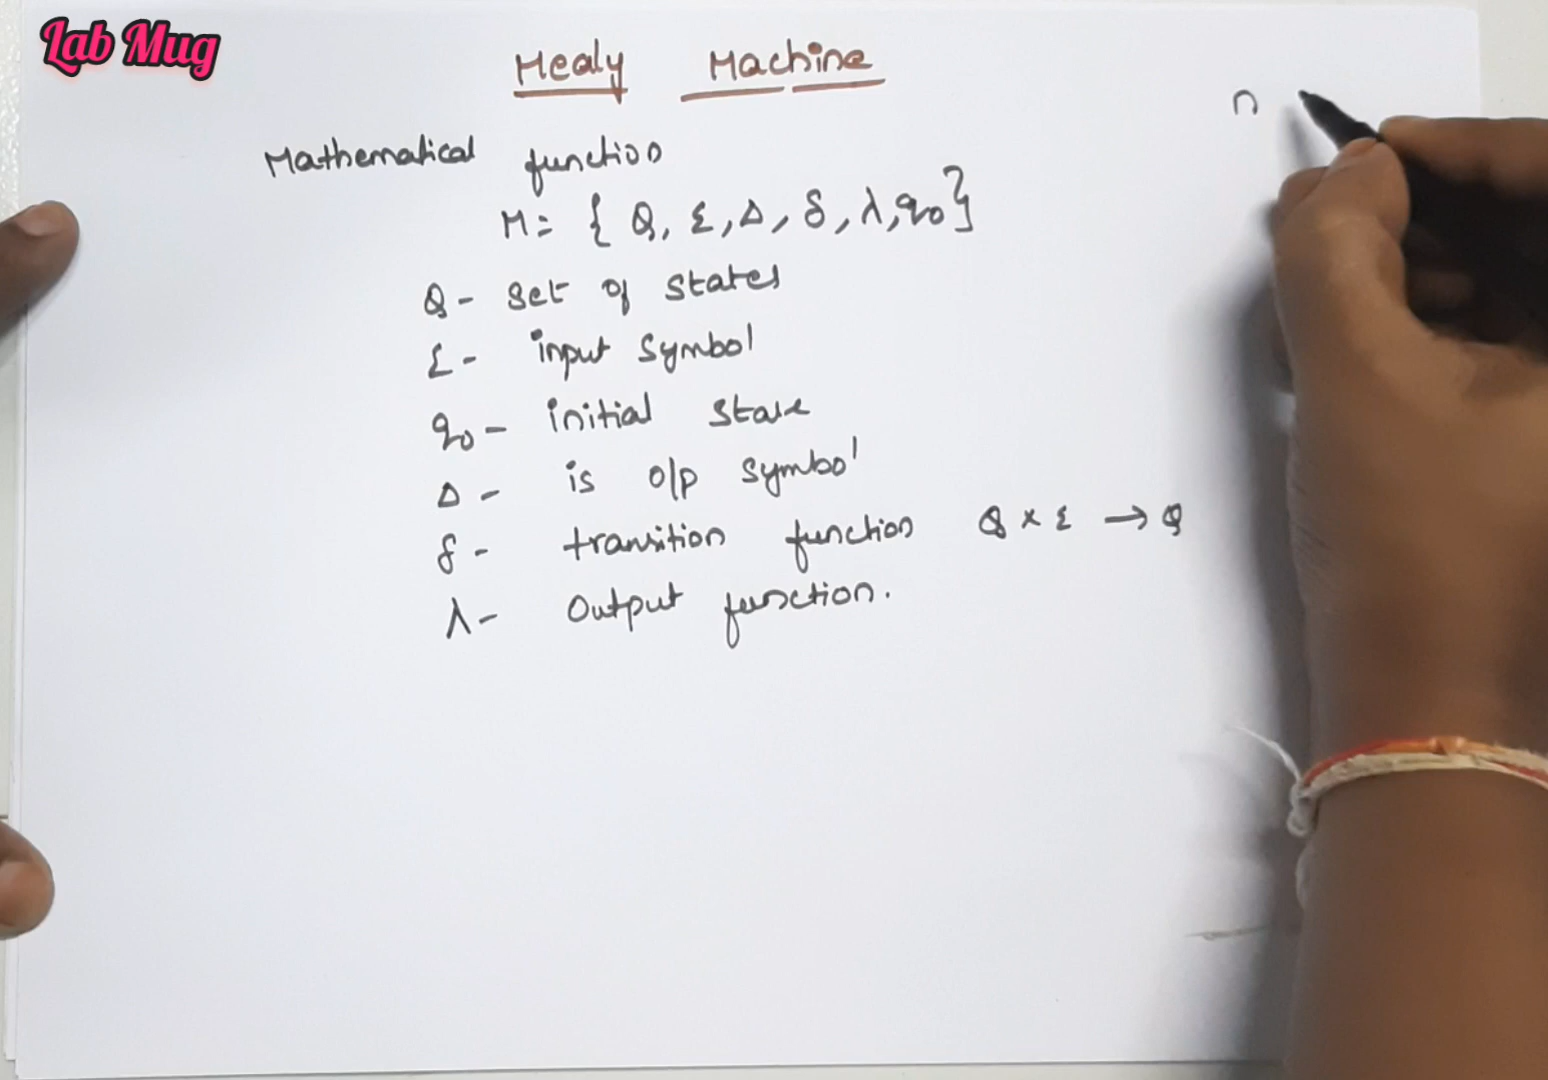 Lab Mug
Mealy Machine
n
Mathematical function
M = { Q, Σ, Δ, δ, λ, q0 }
Q - set of states
Σ - input symbol
q0 - initial state
Δ - is o/p symbol
δ - transition function Q × Σ → Q
λ - Output function.